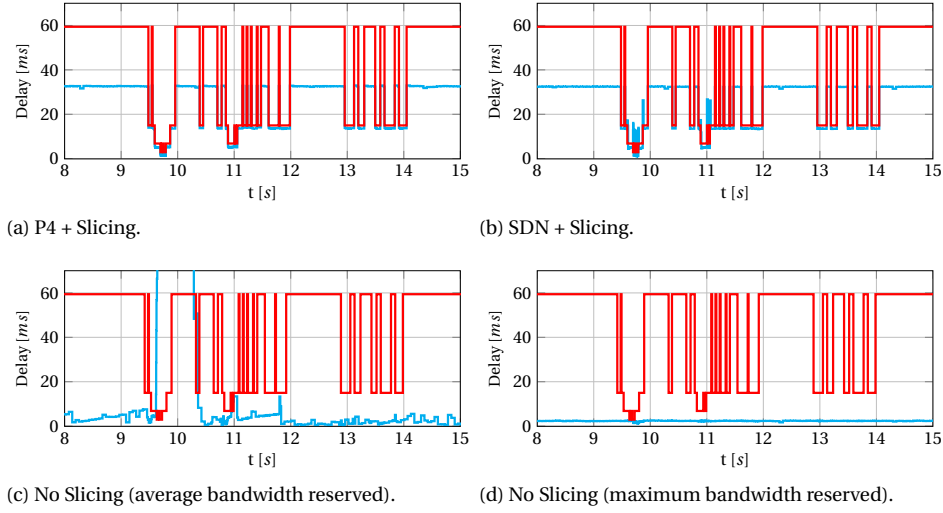 60
40
20
0
Delay [ms]
8 9 10 11 12 13 14 15
t [s]
(a) P4 + Slicing.
60
40
20
0
Delay [ms]
8 9 10 11 12 13 14 15
t [s]
(b) SDN + Slicing.
60
40
20
0
Delay [ms]
8 9 10 11 12 13 14 15
t [s]
(c) No Slicing (average bandwidth reserved).
60
40
20
0
Delay [ms]
8 9 10 11 12 13 14 15
t [s]
(d) No Slicing (maximum bandwidth reserved).